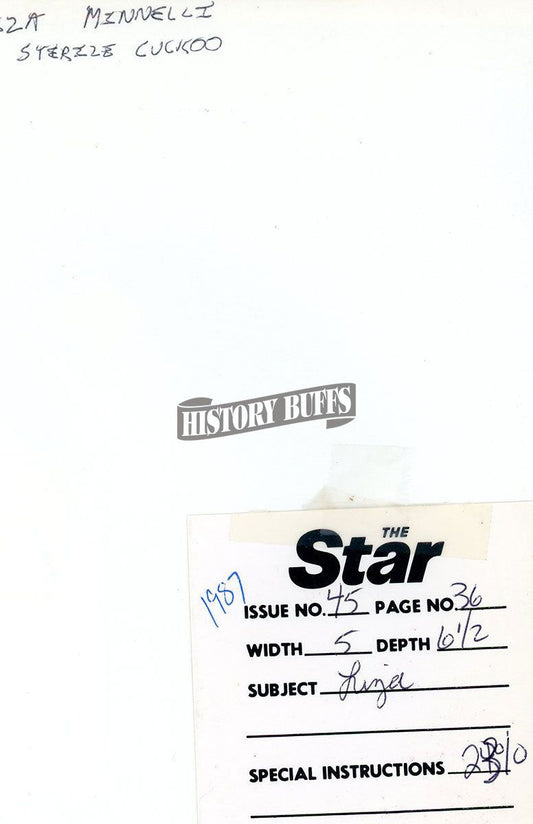 MINNELLI
STERILE CUCKOO
HISTORY BUFFS
THE
Star
1987
ISSUE NO. 45 PAGE NO. 36
WIDTH 5 DEPTH 6 1/2
SUBJECT Liza
SPECIAL INSTRUCTIONS